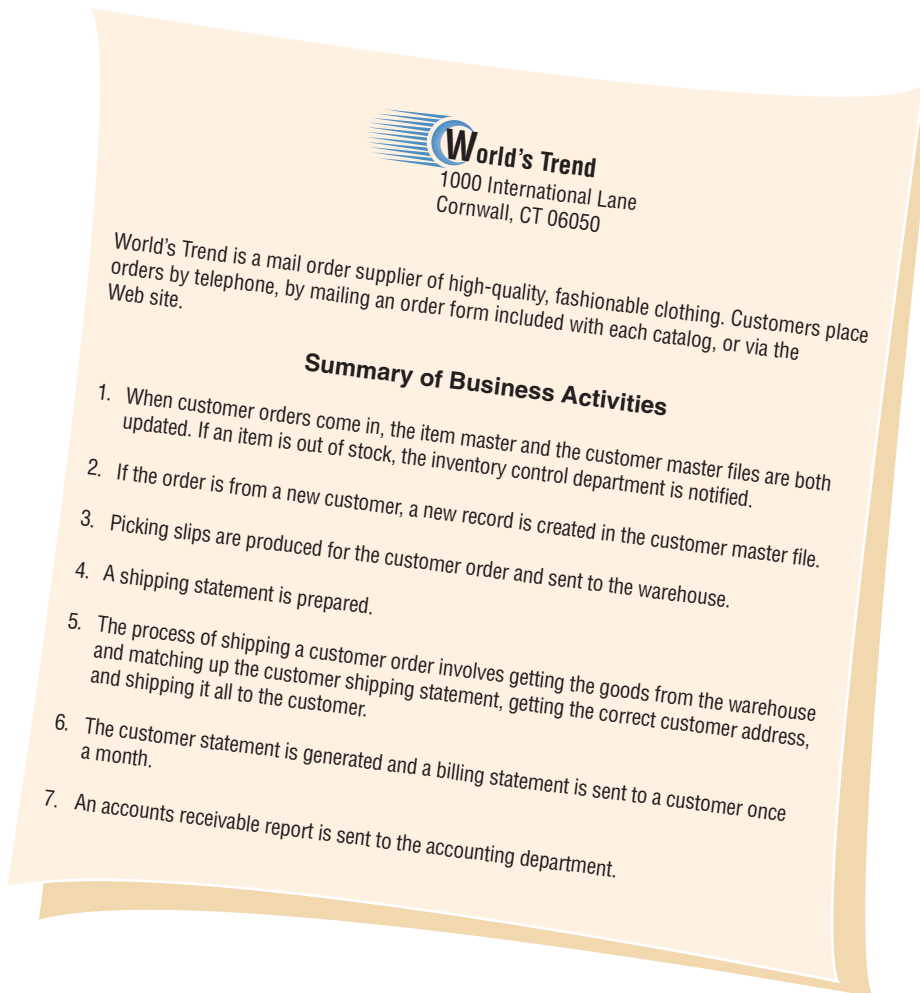 World's Trend
1000 International Lane
Cornwall, CT 06050
World's Trend is a mail order supplier of high-quality, fashionable clothing. Customers place
orders by telephone, by mailing an order form included with each catalog, or via the
Web site.
Summary of Business Activities
1. When customer orders come in, the item master and the customer master files are both
updated. If an item is out of stock, the inventory control department is notified.
2. If the order is from a new customer, a new record is created in the customer master file.
3. Picking slips are produced for the customer order and sent to the warehouse.
4. A shipping statement is prepared.
5. The process of shipping a customer order involves getting the goods from the warehouse
and matching up the customer shipping statement, getting the correct customer address,
and shipping it all to the customer.
6. The customer statement is generated and a billing statement is sent to a customer once
a month.
7. An accounts receivable report is sent to the accounting department.